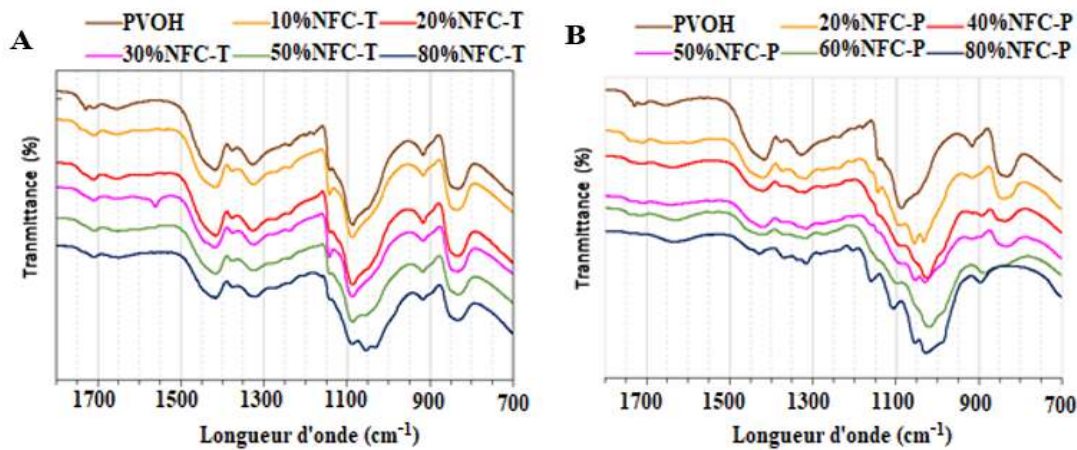 A
PVOH 10%NFC-T 20%NFC-T
30%NFC-T 50%NFC-T 80%NFC-T
Tranmittance (%)
1700 1500 1300 1100 900 700
Longueur d'onde (cm-1)
B
PVOH 20%NFC-P 40%NFC-P
50%NFC-P 60%NFC-P 80%NFC-P
Tranmittance (%)
1700 1500 1300 1100 900 700
Longueur d'onde (cm-1)